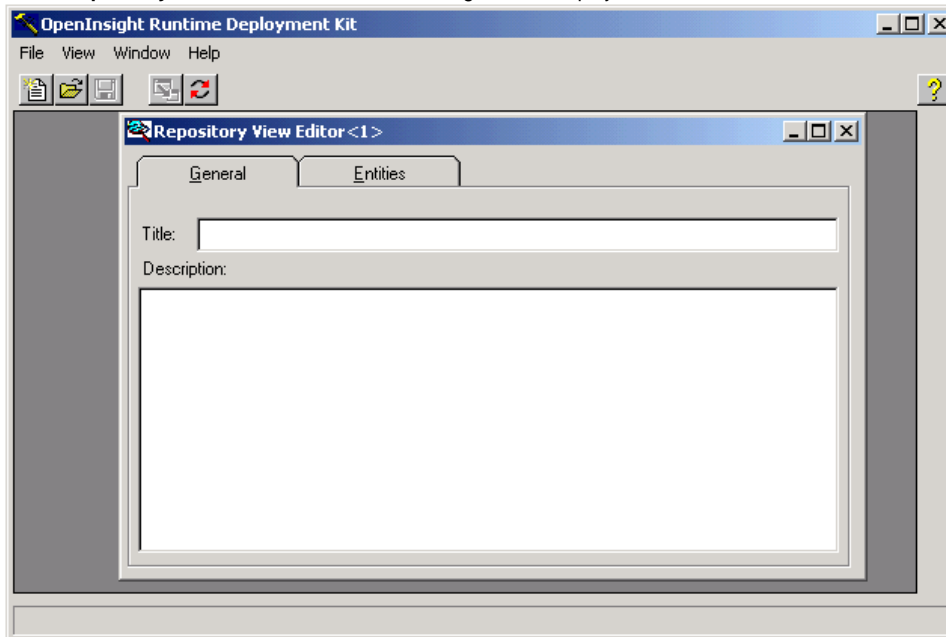 OpenInsight Runtime Deployment Kit
File View Window Help
Repository View Editor<1>
General Entities
Title:
Description: